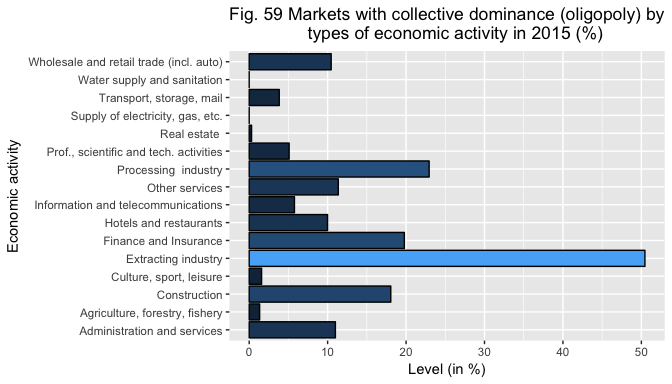 Fig. 59 Markets with collective dominance (oligopoly) by
types of economic activity in 2015 (%)
Economic activity
Wholesale and retail trade (incl. auto)
Water supply and sanitation
Transport, storage, mail
Supply of electricity, gas, etc.
Real estate
Prof., scientific and tech. activities
Processing  industry
Other services
Information and telecommunications
Hotels and restaurants
Finance and Insurance
Extracting industry
Culture, sport, leisure
Construction
Agriculture, forestry, fishery
Administration and services
0 10 20 30 40 50
Level (in %)